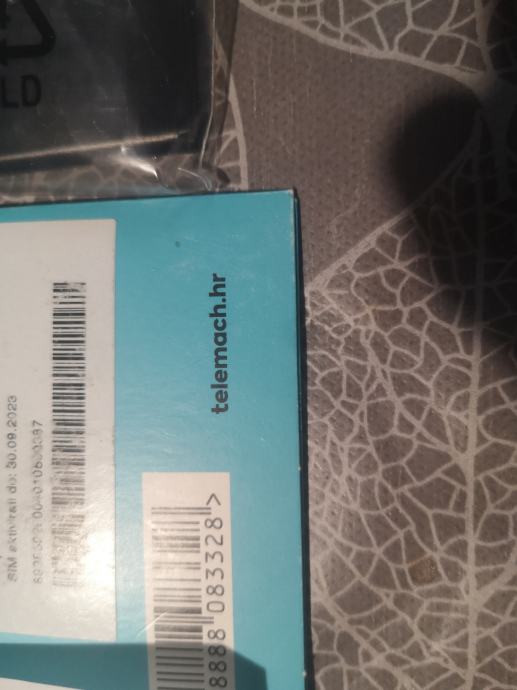 LD
telemach.hr
SIM aktivirati do: 30.09.2023
8888 083328 >